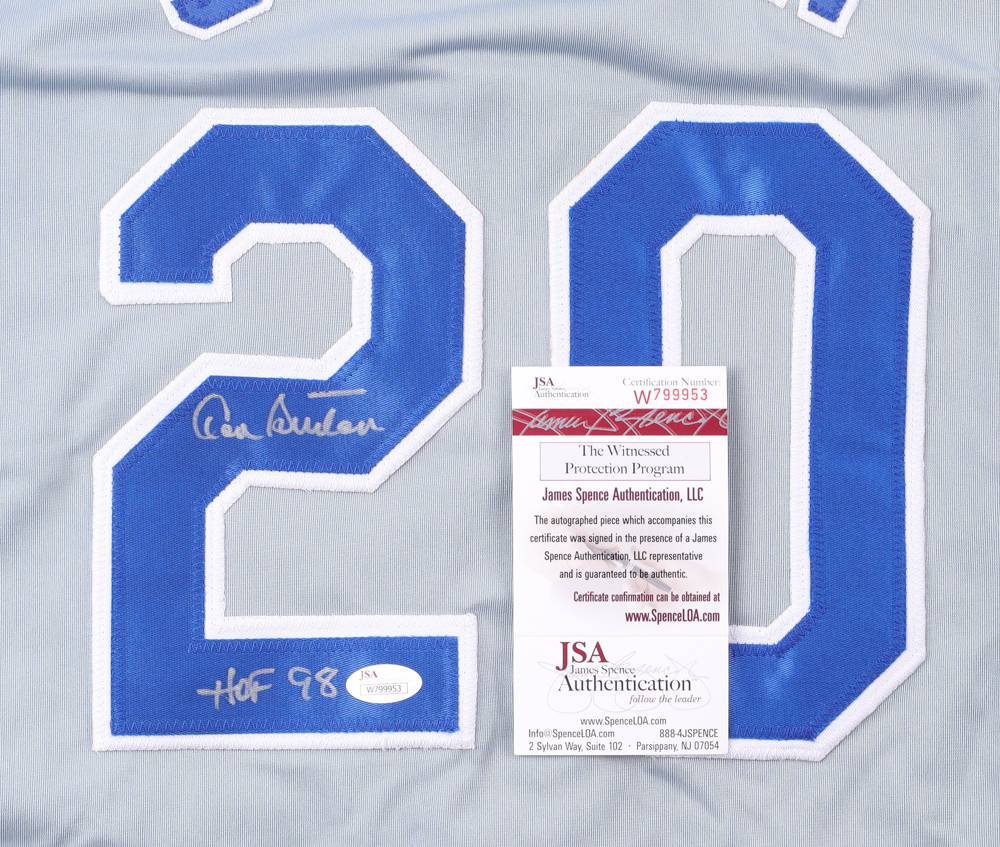 20
Don Sutton
HOF 98
JSA
W799953
JSA
Authentication
Certification Number:
W799953
The Witnessed
Protection Program
James Spence Authentication, LLC
The autographed piece which accompanies this
certificate was signed in the presence of a James
Spence Authentication, LLC representative
and is guaranteed to be authentic.
Certificate confirmation can be obtained at
www.SpenceLOA.com
JSA
James Spence
Authentication
follow the leader
www.SpenceLOA.com
Info@SpenceLOA.com 888-4JSPENCE
2 Sylvan Way, Suite 102 · Parsippany, NJ 07054